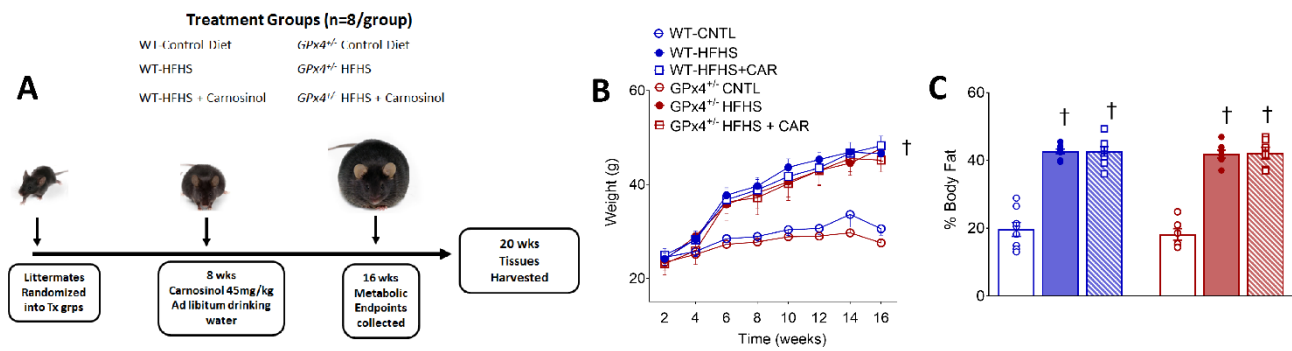 Treatment Groups (n=8/group)
WT-Control Diet
GPx4+/- Control Diet
WT-HFHS
GPx4+/- HFHS
WT-HFHS + Carnosinol
GPx4+/- HFHS + Carnosinol
A
Littermates
Randomized
into Tx grps
8 wks
Carnosinol 45mg/kg
Ad libitum drinking
water
16 wks
Metabolic
Endpoints
collected
20 wks
Tissues
Harvested
B
WT-CNTL
WT-HFHS
WT-HFHS+CAR
GPx4+/- CNTL
GPx4+/- HFHS
GPx4+/- HFHS + CAR
Weight (g)
60
40
20
†
2 4 6 8 10 12 14 16
Time (weeks)
C
% Body Fat
60
40
20
0
† † † †